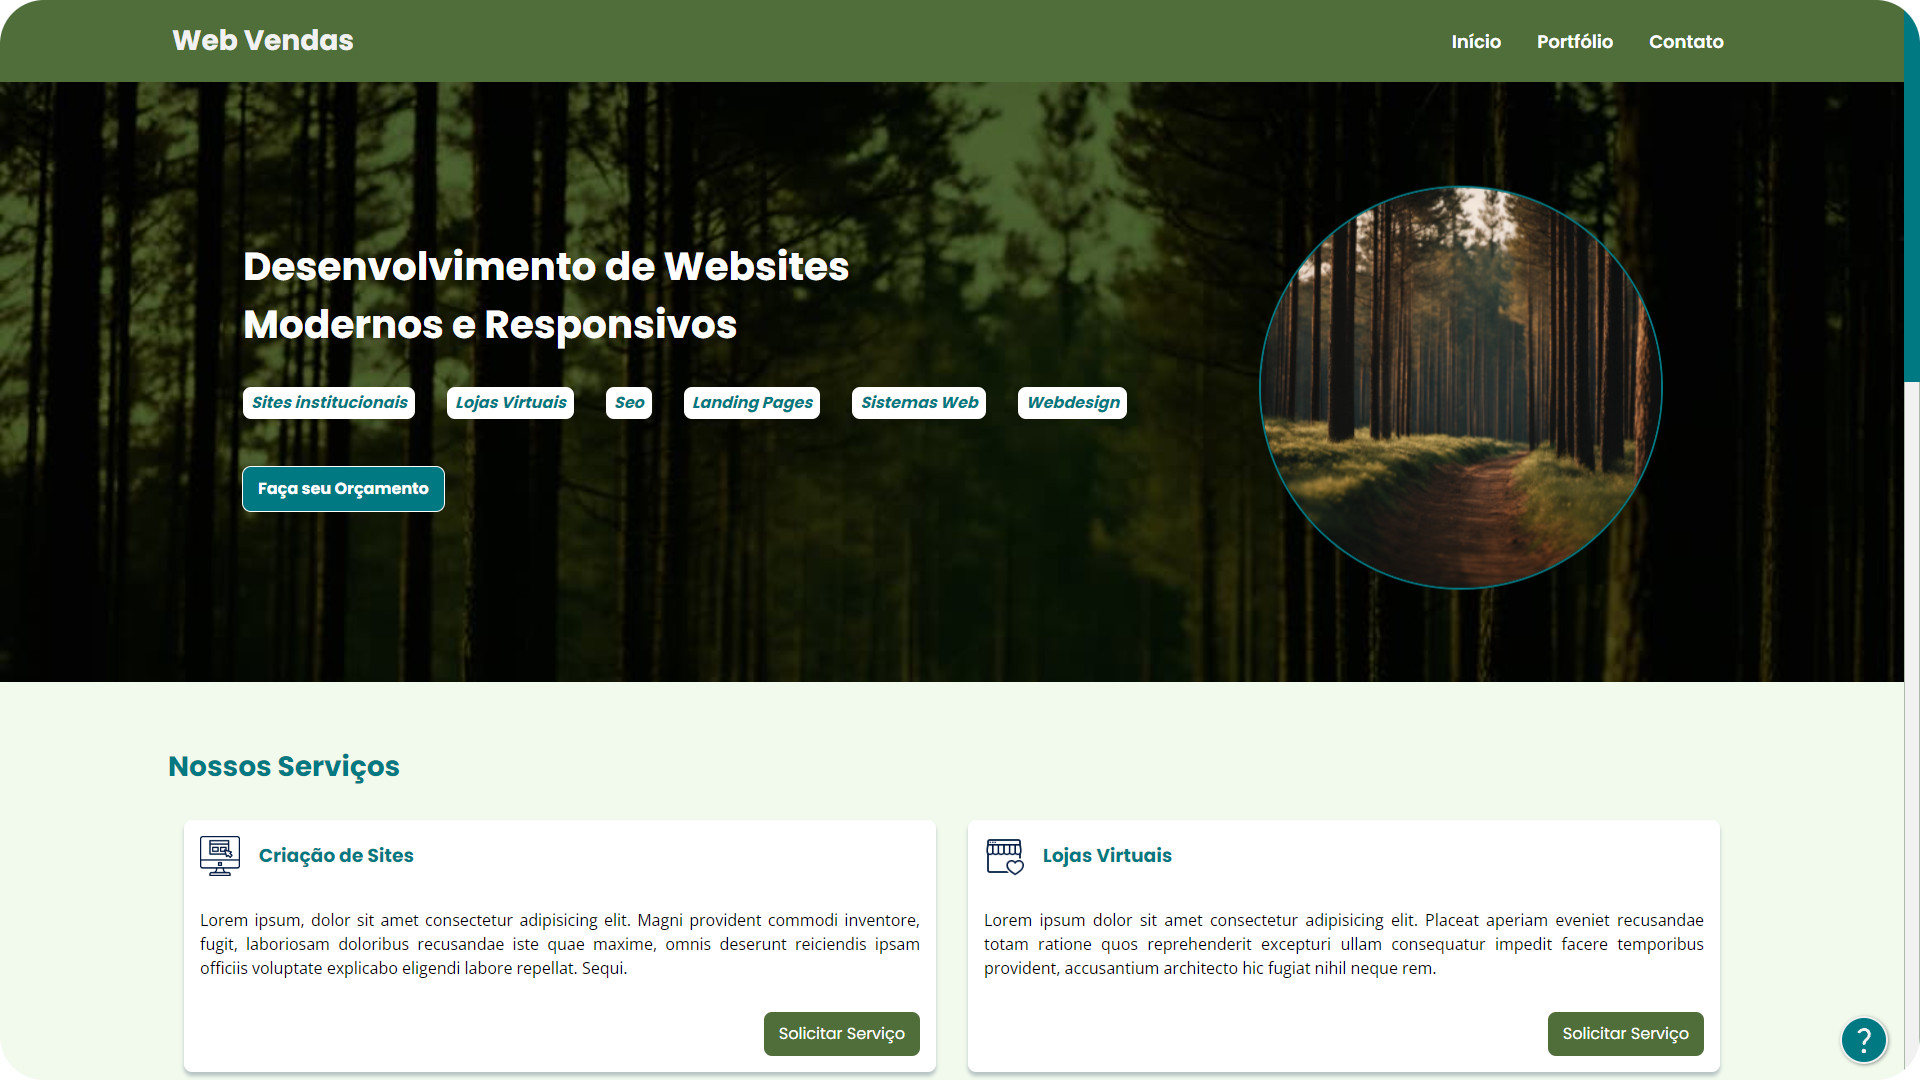 Web Vendas
Início Portfólio Contato
Desenvolvimento de Websites
Modernos e Responsivos
Sites institucionais Lojas Virtuais Seo Landing Pages Sistemas Web Webdesign
Faça seu Orçamento
Nossos Serviços
Criação de Sites
Lorem ipsum, dolor sit amet consectetur adipisicing elit. Magni provident commodi inventore,
fugit, laboriosam doloribus recusandae iste quae maxime, omnis deserunt reiciendis ipsam
officiis voluptate explicabo eligendi labore repellat. Sequi.
Solicitar Serviço
Lojas Virtuais
Lorem ipsum dolor sit amet consectetur adipisicing elit. Placeat aperiam eveniet recusandae
totam ratione quos reprehenderit excepturi ullam consequatur impedit facere temporibus
provident, accusantium architecto hic fugiat nihil neque rem.
Solicitar Serviço
?